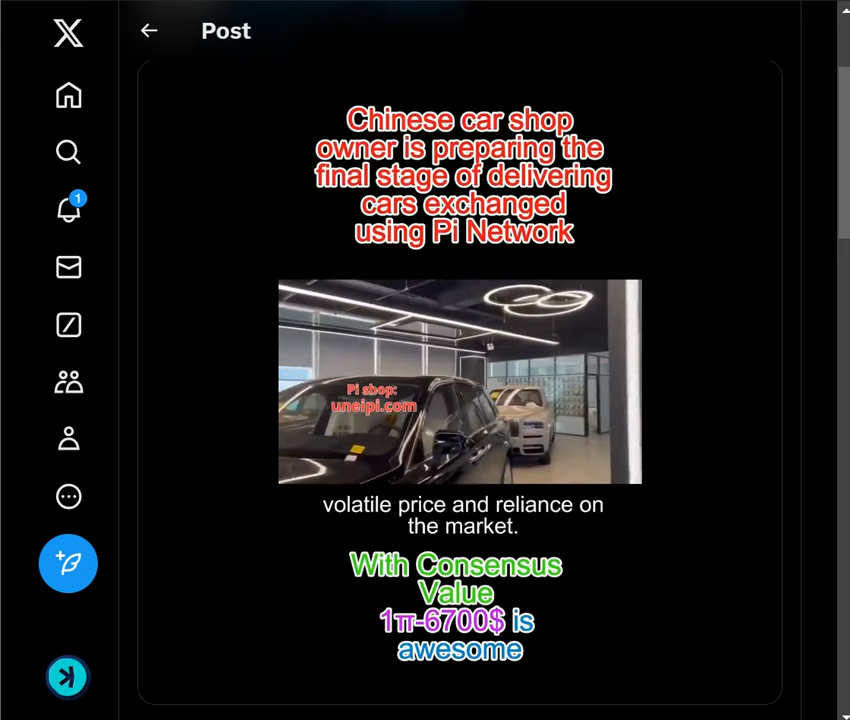 Post
1
Chinese car shop
owner is preparing the
final stage of delivering
cars exchanged
using Pi Network
Pi shop:
uneipi.com
volatile price and reliance on
the market.
With Consensus
Value
1π-6700$ is
awesome